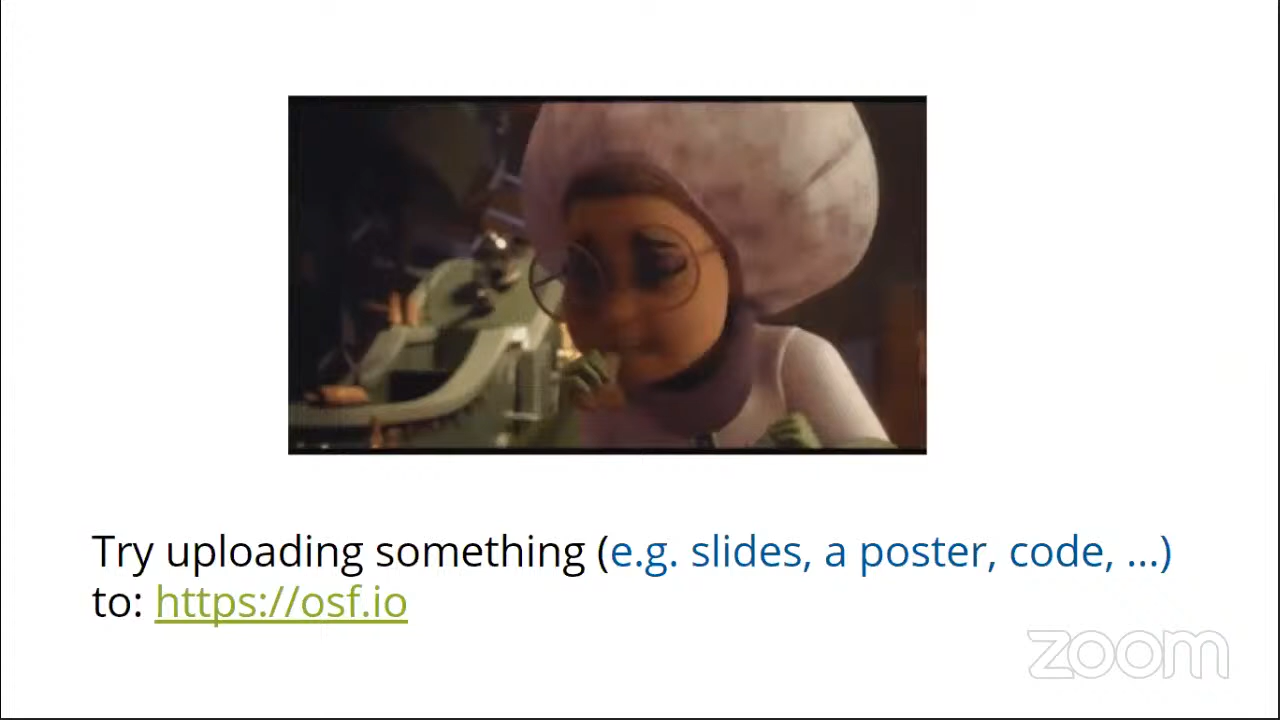 Try uploading something (e.g. slides, a poster, code, ...)
to: https://osf.io
zoom